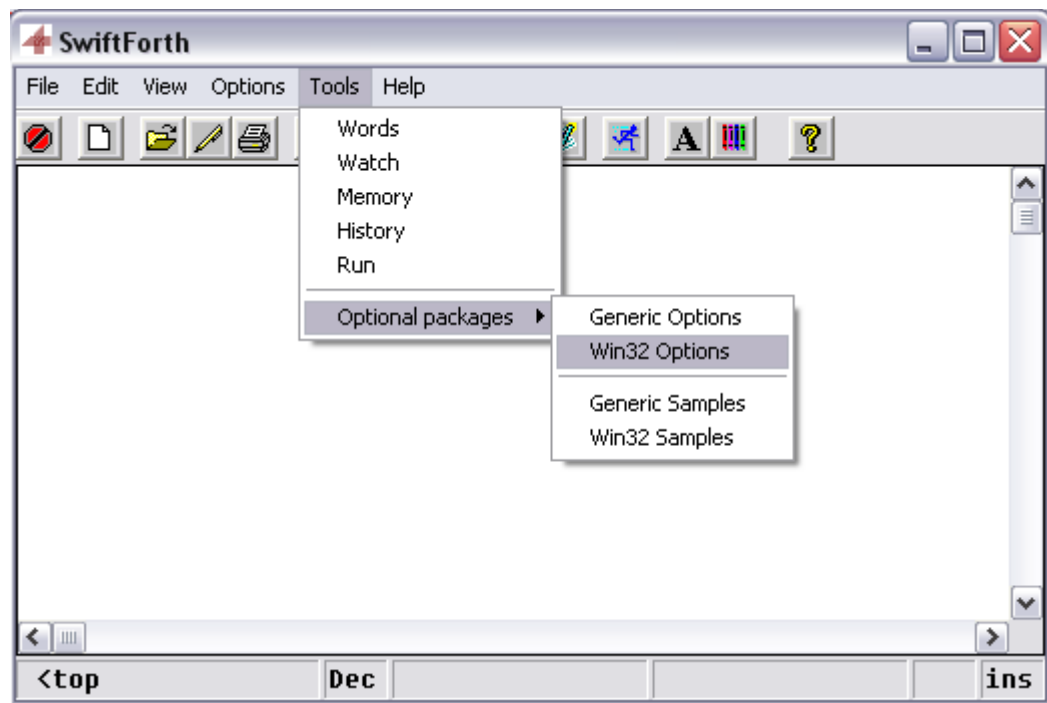 SwiftForth
File Edit View Options Tools Help
A ?
Words
Watch
Memory
History
Run
Optional packages
Generic Options
Win32 Options
Generic Samples
Win32 Samples
<top Dec ins